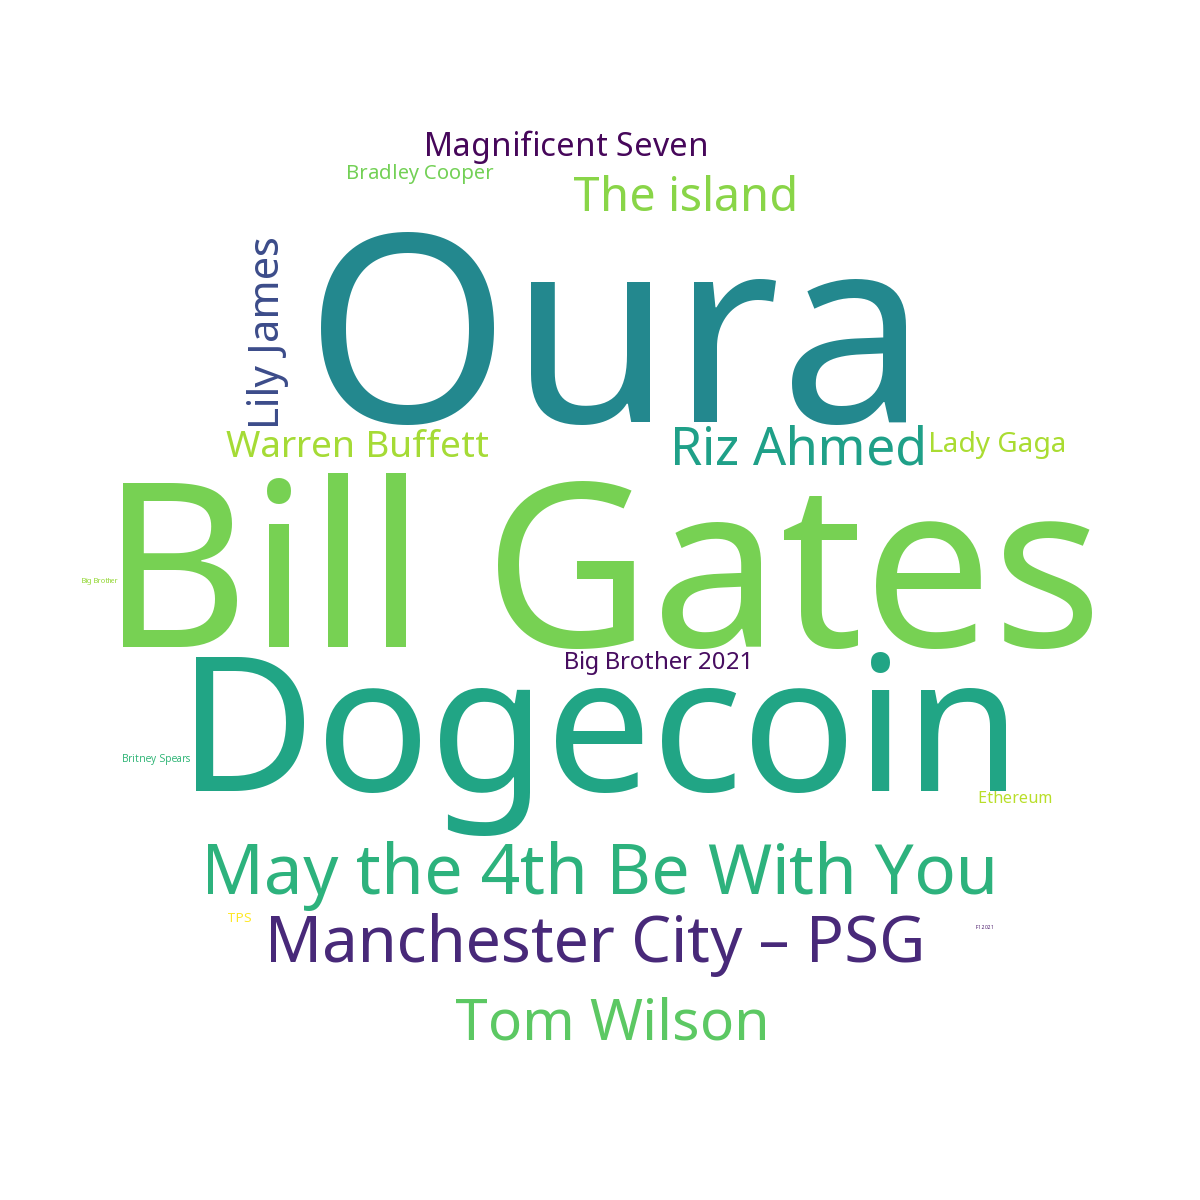 Magnificent Seven
Bradley Cooper
The island
Lily James
Oura
Warren Buffett
Riz Ahmed
Lady Gaga
Bill Gates
Big Brother
Big Brother 2021
Dogecoin
Britney Spears
Ethereum
May the 4th Be With You
TPS
Manchester City – PSG
F1 2021
Tom Wilson